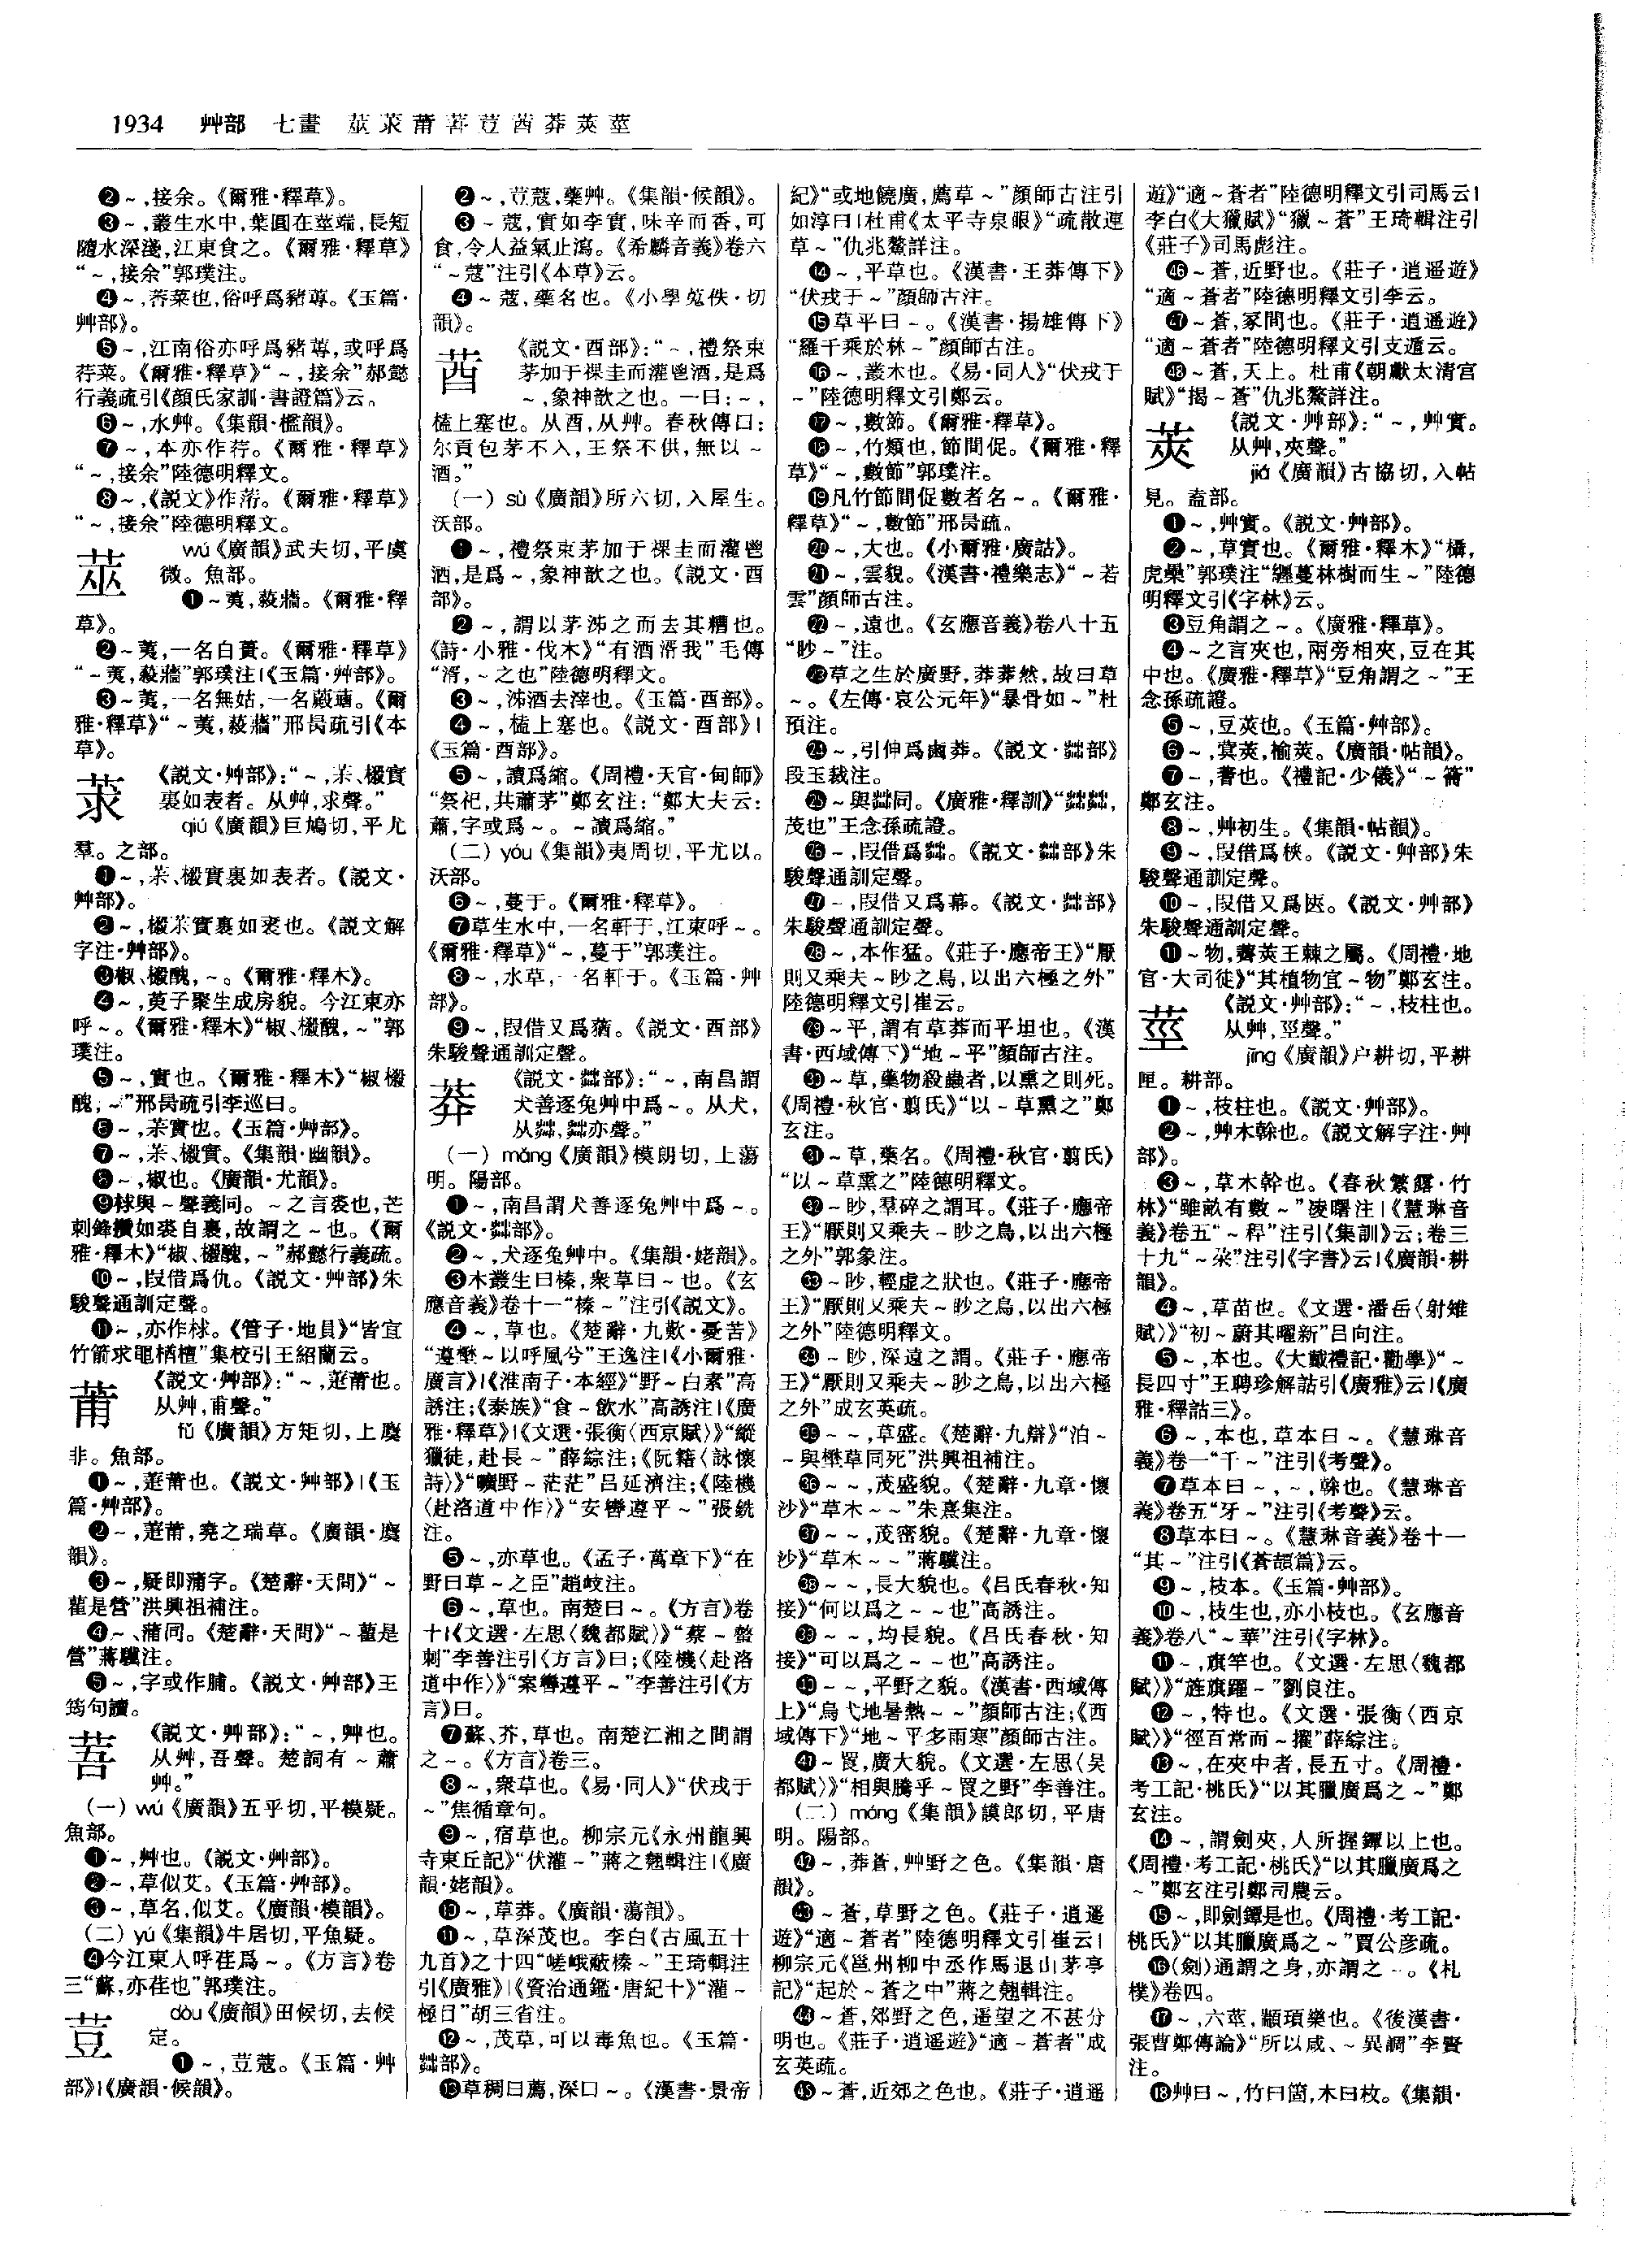 1934 艸部 七畫 莁莍莆莕荳莤莽莢莖
❷～,接余。《爾雅·釋草》。
❸～,叢生水中,葉圓在莖端,長短
隨水深淺,江東食之。《爾雅·釋草》
“～,接余”郭璞注。
❹～,荇菜也,俗呼爲豬蓴。《玉篇·
艸部》。
❺～,江南俗亦呼爲豬蓴,或呼爲
荇菜。《爾雅·釋草》“～,接余”郝懿
行義疏引《顔氏家訓·書證篇》云。
❻～,水艸。《集韻·㯳韻》。
❼～,本亦作荇。《爾雅·釋草》
“～,接余”陸德明釋文。
❽～,《説文》作䓷。《爾雅·釋草》
“～,接余”陸德明釋文。
莁 wú《廣韻》武夫切,平虞
微。魚部。
❶～荑,蔱蘠。《爾雅·釋
草》。
❷～荑,一名白蕢。《爾雅·釋草》
“～荑,蔱蘠”郭璞注|《玉篇·艸部》。
❸～荑,一名無姑,一名蕨䕋。《爾
雅·釋草》“～荑,蔱蘠”邢昺疏引《本
草》。
莍 《説文·艸部》:“～,茮、樧實
裏如表者。从艸,求聲。”
qiú《廣韻》巨鳩切,平尤
羣。之部。
❶～,茮、樧實裏如表者。《説文·
艸部》。
❷～,樧茮實裏如裘也。《説文解
字注·艸部》。
❸椒、樧醜,～。《爾雅·釋木》。
❹～,萸子聚生成房貌。今江東亦
呼～。《爾雅·釋木》“椒、樧醜,～”郭
璞注。
❺～,實也。《爾雅·釋木》“椒樧
醜,～”邢昺疏引李巡曰。
❻～,茮實也。《玉篇·艸部》。
❼～,茮、樧實。《集韻·幽韻》。
❽～,椒也。《廣韻·尤韻》。
❾梂與～聲義同。～之言裘也,芒
刺鋒攢如裘自裹,故謂之～也。《爾
雅·釋木》“椒、樧醜,～”郝懿行義疏。
❿～,叚借爲仇。《説文·艸部》朱
駿聲通訓定聲。
⓫～,亦作梂。《管子·地員》“皆宜
竹箭求黽楢檀”集校引王紹蘭云。
莆 《説文·艸部》:“～,萐莆也。
从艸,甫聲。”
fǔ《廣韻》方矩切,上麌
非。魚部。
❶～,萐莆也。《説文·艸部》|《玉
篇·艸部》。
❷～,萐莆,堯之瑞草。《廣韻·麌
韻》。
❸～,疑即蒲字。《楚辭·天問》“～
雚是營”洪興祖補注。
❹～、蒲同。《楚辭·天問》“～雚是
營”蔣驥注。
❺～,字或作脯。《説文·艸部》王
筠句讀。
䓊 《説文·艸部》:“～,艸也。
从艸,吾聲。楚詞有～蕭
艸。”
(一)wú《廣韻》五乎切,平模疑。
魚部。
❶～,艸也。《説文·艸部》。
❷～,草似艾。《玉篇·艸部》。
❸～,草名,似艾。《廣韻·模韻》。
(二)yú《集韻》牛居切,平魚疑。
❹今江東人呼荏爲～。《方言》卷
三“蘇,亦荏也”郭璞注。
荳 dòu《廣韻》田候切,去候
定。
❶～,荳蔻。《玉篇·艸
部》|《廣韻·候韻》。
❷～,荳蔻,藥艸。《集韻·候韻》。
❸～蔻,實如李實,味辛而香,可
食,令人益氣止瀉。《希麟音義》卷六
“～蔻”注引《本草》云。
❹～蔻,藥名也。《小學蒐佚·切
韻》。
莤 《説文·酉部》:“～,禮祭束
茅加于祼圭而灌鬯酒,是爲
～,象神歆之也。一曰:～,
榼上塞也。从酉,从艸。春秋傳曰:
尔貢包茅不入,王祭不供,無以～
酒。”
(一)sù《廣韻》所六切,入屋生。
沃部。
❶～,禮祭束茅加于祼圭而灌鬯
酒,是爲～,象神歆之也。《説文·酉
部》。
❷～,謂以茅泲之而去其糟也。
《詩·小雅·伐木》“有酒湑我”毛傳
“湑,～之也”陸德明釋文。
❸～,泲酒去滓也。《玉篇·酉部》。
❹～,榼上塞也。《説文·酉部》|
《玉篇·酉部》。
❺～,讀爲縮。《周禮·天官·甸師》
“祭祀,共蕭茅”鄭玄注:“鄭大夫云:
蕭,字或爲～。～讀爲縮。”
(二)yóu《集韻》夷周切,平尤以。
沃部。
❻～,蔓于。《爾雅·釋草》。
❼草生水中,一名軒于,江東呼～。
《爾雅·釋草》“～,蔓于”郭璞注。
❽～,水草,一名軒于。《玉篇·艸
部》。
❾～,叚借又爲蕕。《説文·酉部》
朱駿聲通訓定聲。
莽 《説文·茻部》:“～,南昌謂
犬善逐兔艸中爲～。从犬,
从茻,茻亦聲。”
(一)mǎng《廣韻》模朗切,上蕩
明。陽部。
❶～,南昌謂犬善逐兔艸中爲～。
《説文·茻部》。
❷～,犬逐兔艸中。《集韻·姥韻》。
❸木叢生曰榛,衆草曰～也。《玄
應音義》卷十一“榛～”注引《説文》。
❹～,草也。《楚辭·九歎·憂苦》
“遵壄～以呼風兮”王逸注|《小爾雅·
廣言》|《淮南子·本經》“野～白素”高
誘注;《泰族》“食～飲水”高誘注|《廣
雅·釋草》|《文選·張衡〈西京賦〉》“縱
獵徒,赴長～”薛綜注;《阮籍〈詠懷
詩〉》“曠野～茫茫”呂延濟注;《陸機
〈赴洛道中作〉》“安轡遵平～”張銑
注。
❺～,亦草也。《孟子·萬章下》“在
野曰草～之臣”趙岐注。
❻～,草也。南楚曰～。《方言》卷
十|《文選·左思〈魏都賦〉》“蔡～螫
刺”李善注引《方言》曰;《陸機〈赴洛
道中作〉》“案轡遵平～”李善注引《方
言》曰。
❼蘇、芥,草也。南楚江湘之間謂
之～。《方言》卷三。
❽～,衆草也。《易·同人》“伏戎于
～”焦循章句。
❾～,宿草也。柳宗元《永州龍興
寺東丘記》“伏灌～”蔣之翹輯注|《廣
韻·姥韻》。
❿～,草莽。《廣韻·蕩韻》。
⓫～,草深茂也。李白《古風五十
九首》之十四“嵯峨蔽榛～”王琦輯注
引《廣雅》|《資治通鑑·唐紀十》“灌～
極目”胡三省注。
⓬～,茂草,可以毒魚也。《玉篇·
茻部》。
⓭草稠曰薦,深曰～。《漢書·景帝
紀》“或地饒廣,薦草～”顔師古注引
如淳曰|杜甫《太平寺泉眼》“疏散連
草～”仇兆鰲詳注。
⓮～,平草也。《漢書·王莽傳下》
“伏戎于～”顔師古注。
⓯草平曰～。《漢書·揚雄傳下》
“羅千乘於林～”顔師古注。
⓰～,叢木也。《易·同人》“伏戎于
～”陸德明釋文引鄭云。
⓱～,數節。《爾雅·釋草》。
⓲～,竹類也,節間促。《爾雅·釋
草》“～,數節”郭璞注。
⓳凡竹節間促數者名～。《爾雅·
釋草》“～,數節”邢昺疏。
⓴～,大也。《小爾雅·廣詁》。
㉑～,雲貌。《漢書·禮樂志》“～若
雲”顔師古注。
㉒～,遠也。《玄應音義》卷八十五
“眇～”注。
㉓草之生於廣野,莽莽然,故曰草
～。《左傳·哀公元年》“暴骨如～”杜
預注。
㉔～,引伸爲鹵莽。《説文·茻部》
段玉裁注。
㉕～與茻同。《廣雅·釋訓》“茻茻,
茂也”王念孫疏證。
㉖～,叚借爲茻。《説文·茻部》朱
駿聲通訓定聲。
㉗～,叚借又爲幕。《説文·茻部》
朱駿聲通訓定聲。
㉘～,本作猛。《莊子·應帝王》“厭
則又乘夫～眇之鳥,以出六極之外”
陸德明釋文引崔云。
㉙～平,謂有草莽而平坦也。《漢
書·西域傳下》“地～平”顔師古注。
㉚～草,藥物殺蟲者,以熏之則死。
《周禮·秋官·翦氏》“以～草熏之”鄭
玄注。
㉛～草,藥名。《周禮·秋官·翦氏》
“以～草熏之”陸德明釋文。
㉜～眇,羣碎之謂耳。《莊子·應帝
王》“厭則又乘夫～眇之鳥,以出六極
之外”郭象注。
㉝～眇,輕虚之狀也。《莊子·應帝
王》“厭則又乘夫～眇之鳥,以出六極
之外”陸德明釋文。
㉞～眇,深遠之謂。《莊子·應帝
王》“厭則又乘夫～眇之鳥,以出六極
之外”成玄英疏。
㉟～～,草盛。《楚辭·九辯》“泊～
～與壄草同死”洪興祖補注。
㊱～～,茂盛貌。《楚辭·九章·懷
沙》“草木～～”朱熹集注。
㊲～～,茂密貌。《楚辭·九章·懷
沙》“草木～～”蔣驥注。
㊳～～,長大貌也。《呂氏春秋·知
接》“何以爲之～～也”高誘注。
㊴～～,均長貌。《呂氏春秋·知
接》“可以爲之～～也”高誘注。
㊵～～,平野之貌。《漢書·西域傳
上》“烏弋地暑熱～～”顔師古注;《西
域傳下》“地～平多雨寒”顔師古注。
㊶～罠,廣大貌。《文選·左思〈吴
都賦〉》“相與騰乎～罠之野”李善注。
(二)máng《集韻》謨郎切,平唐
明。陽部。
㊷～,莽蒼,艸野之色。《集韻·唐
韻》。
㊸～蒼,草野之色。《莊子·逍遥
遊》“適～蒼者”陸德明釋文引崔云|
柳宗元《邕州柳中丞作馬退山茅亭
記》“起於～蒼之中”蔣之翹輯注。
㊹～蒼,郊野之色,遥望之不甚分
明也。《莊子·逍遥遊》“適～蒼者”成
玄英疏。
㊺～蒼,近郊之色也。《莊子·逍遥
遊》“適～蒼者”陸德明釋文引司馬云|
李白《大獵賦》“獵～蒼”王琦輯注引
《莊子》司馬彪注。
㊻～蒼,近野也。《莊子·逍遥遊》
“適～蒼者”陸德明釋文引李云。
㊼～蒼,冢間也。《莊子·逍遥遊》
“適～蒼者”陸德明釋文引支遁云。
㊽～蒼,天上。杜甫《朝獻太清宫
賦》“揭～蒼”仇兆鰲詳注。
莢 《説文·艸部》:“～,艸實。
从艸,夾聲。”
jiá《廣韻》古協切,入帖
見。盍部。
❶～,艸實。《説文·艸部》。
❷～,草實也。《爾雅·釋木》“欇,
虎櫐”郭璞注“纏蔓林樹而生～”陸德
明釋文引《字林》云。
❸豆角謂之～。《廣雅·釋草》。
❹～之言夾也,兩旁相夾,豆在其
中也。《廣雅·釋草》“豆角謂之～”王
念孫疏證。
❺～,豆莢也。《玉篇·艸部》。
❻～,蓂莢,榆莢。《廣韻·帖韻》。
❼～,蓍也。《禮記·少儀》“～籌”
鄭玄注。
❽～,艸初生。《集韻·帖韻》。
❾～,叚借爲梜。《説文·艸部》朱
駿聲通訓定聲。
❿～,叚借又爲医。《説文·艸部》
朱駿聲通訓定聲。
⓫～物,薺莢王棘之屬。《周禮·地
官·大司徒》“其植物宜～物”鄭玄注。
莖 《説文·艸部》:“～,枝柱也。
从艸,巠聲。”
jīng《廣韻》户耕切,平耕
匣。耕部。
❶～,枝柱也。《説文·艸部》。
❷～,艸木榦也。《説文解字注·艸
部》。
❸～,草木幹也。《春秋繁露·竹
林》“雖畝有數～”淩曙注|《慧琳音
義》卷五“～稈”注引《集訓》云;卷三
十九“～朶”注引《字書》云|《廣韻·耕
韻》。
❹～,草苗也。《文選·潘岳〈射雉
賦〉》“初～蔚其曜新”呂向注。
❺～,本也。《大戴禮記·勸學》“～
長四寸”王聘珍解詁引《廣雅》云|《廣
雅·釋詁三》。
❻～,本也,草本曰～。《慧琳音
義》卷一“千～”注引《考聲》。
❼草本曰～,～,榦也。《慧琳音
義》卷五“牙～”注引《考聲》云。
❽草本曰～。《慧琳音義》卷十一
“其～”注引《蒼頡篇》云。
❾～,枝本。《玉篇·艸部》。
❿～,枝生也,亦小枝也。《玄應音
義》卷八“～華”注引《字林》。
⓫～,旗竿也。《文選·左思〈魏都
賦〉》“旌旗躍～”劉良注。
⓬～,特也。《文選·張衡〈西京
賦〉》“徑百常而～擢”薛綜注。
⓭～,在夾中者,長五寸。《周禮·
考工記·桃氏》“以其臘廣爲之～”鄭
玄注。
⓮～,謂劍夾,人所握鐔以上也。
《周禮·考工記·桃氏》“以其臘廣爲之
～”鄭玄注引鄭司農云。
⓯～,即劍鐔是也。《周禮·考工記·
桃氏》“以其臘廣爲之～”賈公彦疏。
⓰(劍)通謂之身,亦謂之～。《札
樸》卷四。
⓱～,六莖,顓頊樂也。《後漢書·
張曹鄭傳論》“所以咸、～異調”李賢
注。
⓲艸曰～,竹曰箇,木曰枚。《集韻·